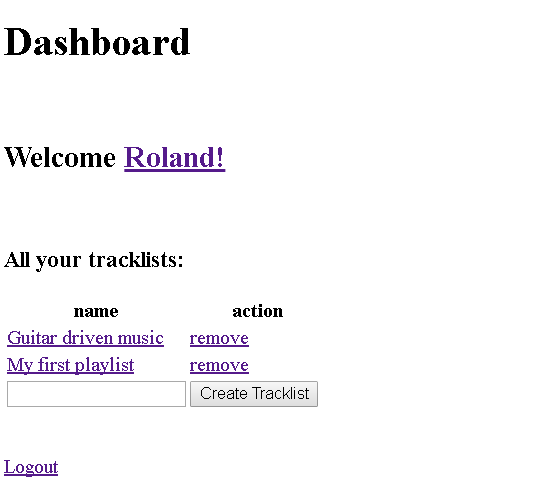 Dashboard
Welcome Roland!
All your tracklists:
name action
Guitar driven music remove
My first playlist remove
Create Tracklist
Logout